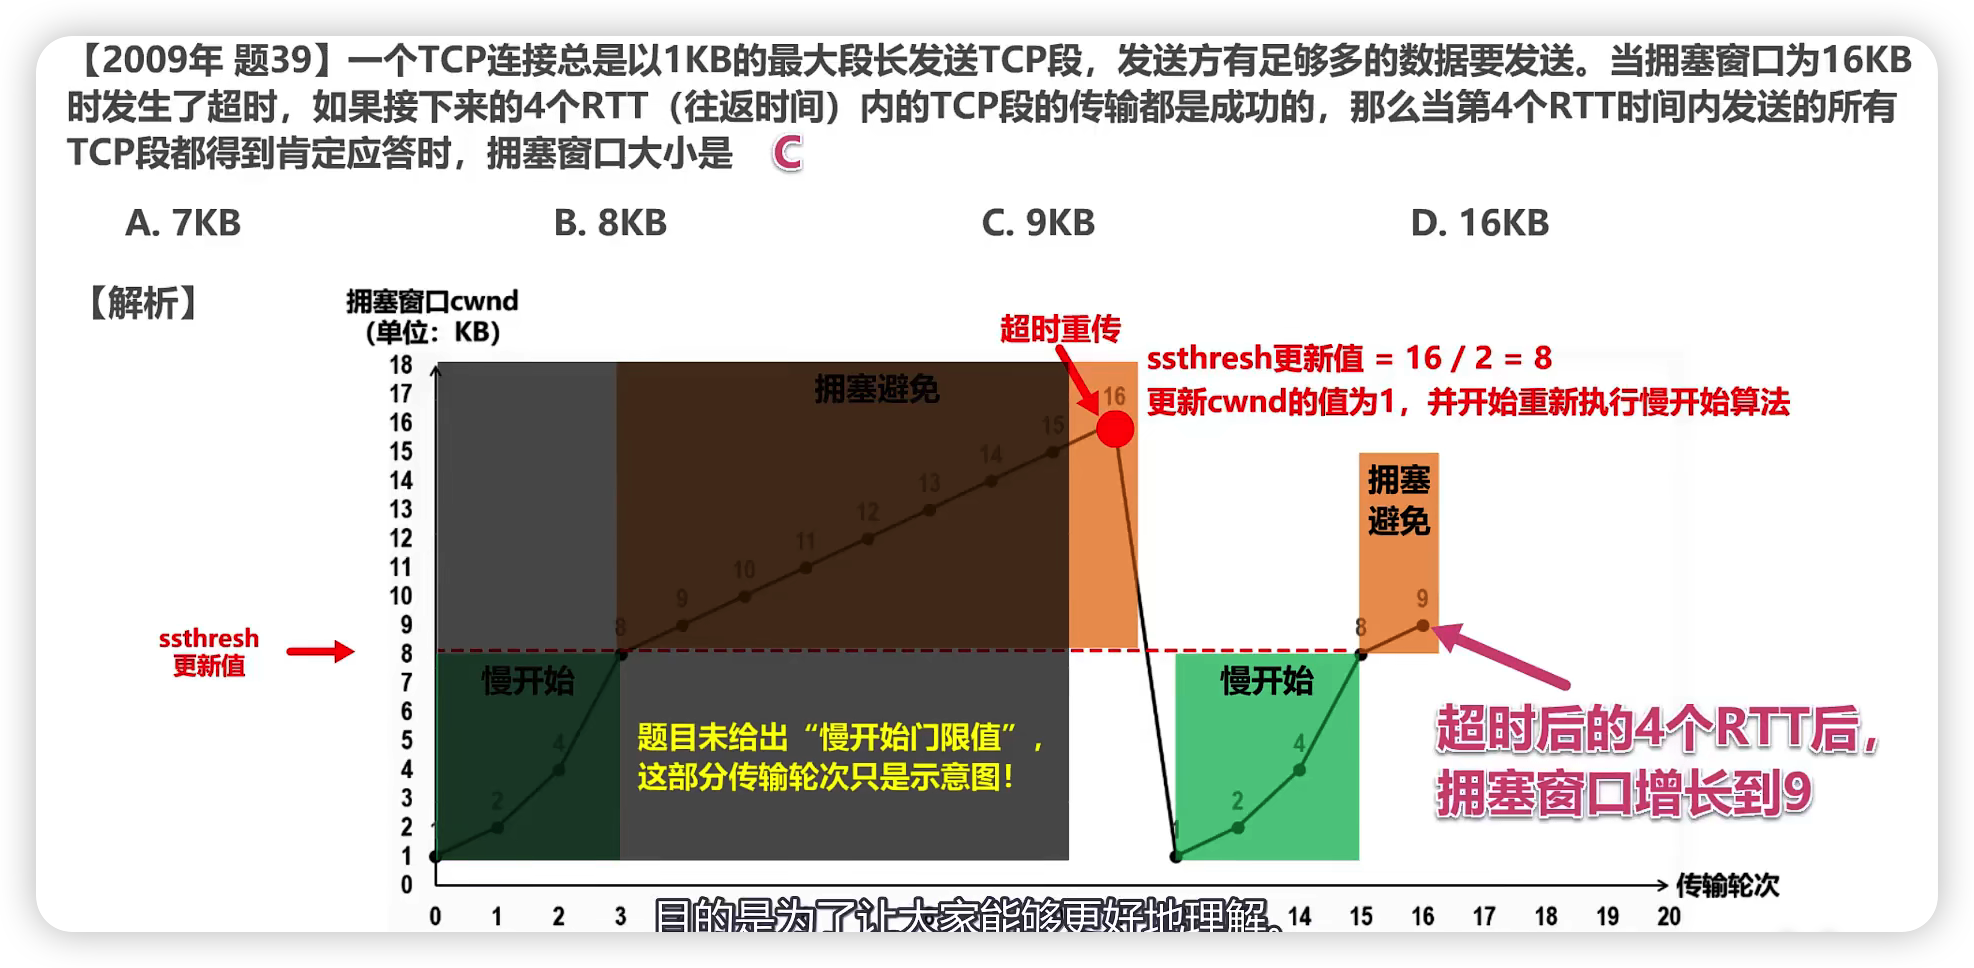 【2009年 题39】一个TCP连接总是以1KB的最大段长发送TCP段，发送方有足够多的数据要发送。当拥塞窗口为16KB
时发生了超时，如果接下来的4个RTT（往返时间）内的TCP段的传输都是成功的，那么当第4个RTT时间内发送的所有
TCP段都得到肯定应答时，拥塞窗口大小是 C
A. 7KB B. 8KB C. 9KB D. 16KB
【解析】
拥塞窗口cwnd
（单位：KB）
超时重传
ssthresh更新值 = 16 / 2 = 8
更新cwnd的值为1，并开始重新执行慢开始算法
18
17
16
15
14
13
12
11
10
9
8
7
6
5
4
3
2
1
0
ssthresh
更新值
拥塞避免
慢开始
1 2 4 8 9 10 11 12 13 14 15 16
题目未给出“慢开始门限值”，
这部分传输轮次只是示意图！
慢开始
1 2 4 8 9
拥塞
避免
超时后的4个RTT后，
拥塞窗口增长到9
传输轮次
0 1 2 3 14 15 16 17 18 19 20
目的是为了让大家能够更好地理解。